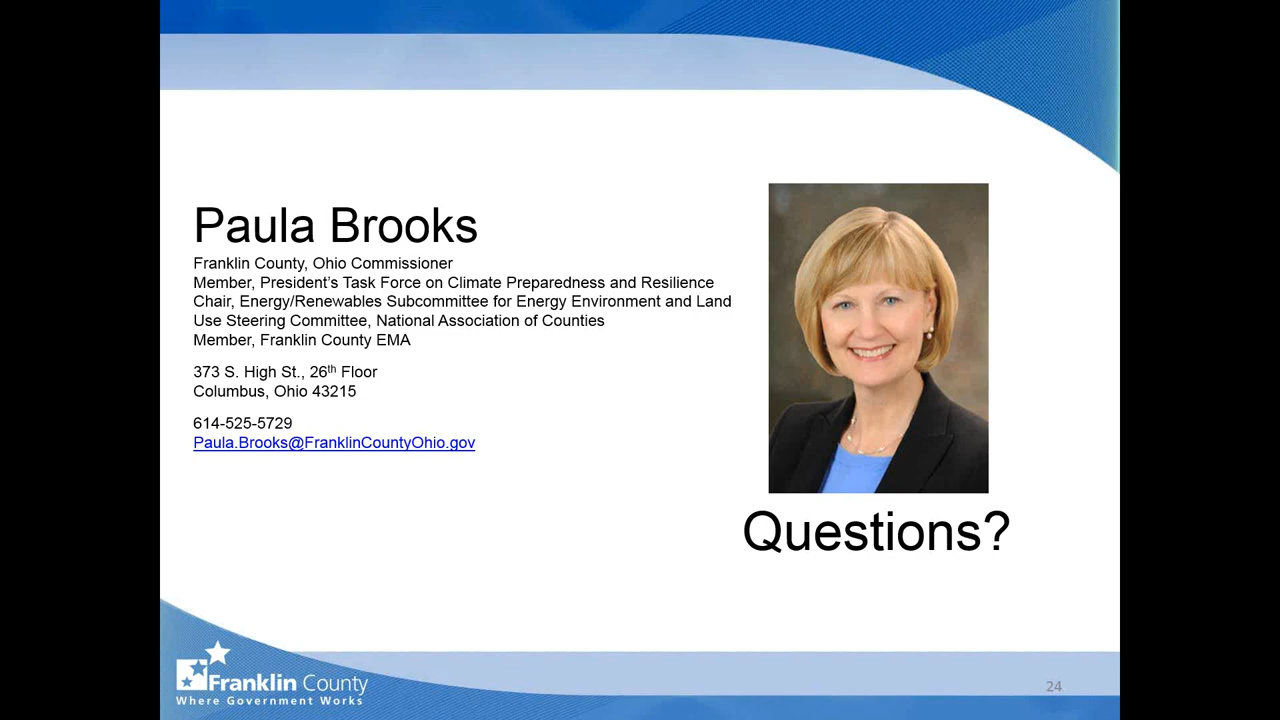 Paula Brooks
Franklin County, Ohio Commissioner
Member, President's Task Force on Climate Preparedness and Resilience
Chair, Energy/Renewables Subcommittee for Energy Environment and Land
Use Steering Committee, National Association of Counties
Member, Franklin County EMA
373 S. High St., 26th Floor
Columbus, Ohio 43215
614-525-5729
Paula.Brooks@FranklinCountyOhio.gov
Questions?
Franklin County
Where Government Works
24